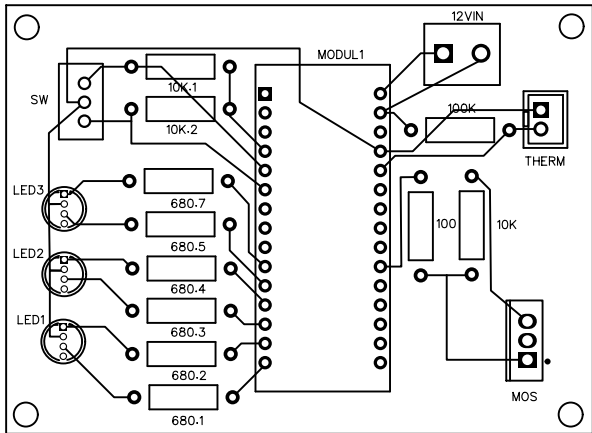 12VIN
MODUL1
SW
10K.1
100K
10K.2
THERM
LED3
680.7
100
10K
680.5
LED2
680.4
LED1
680.3
680.2
MOS
680.1